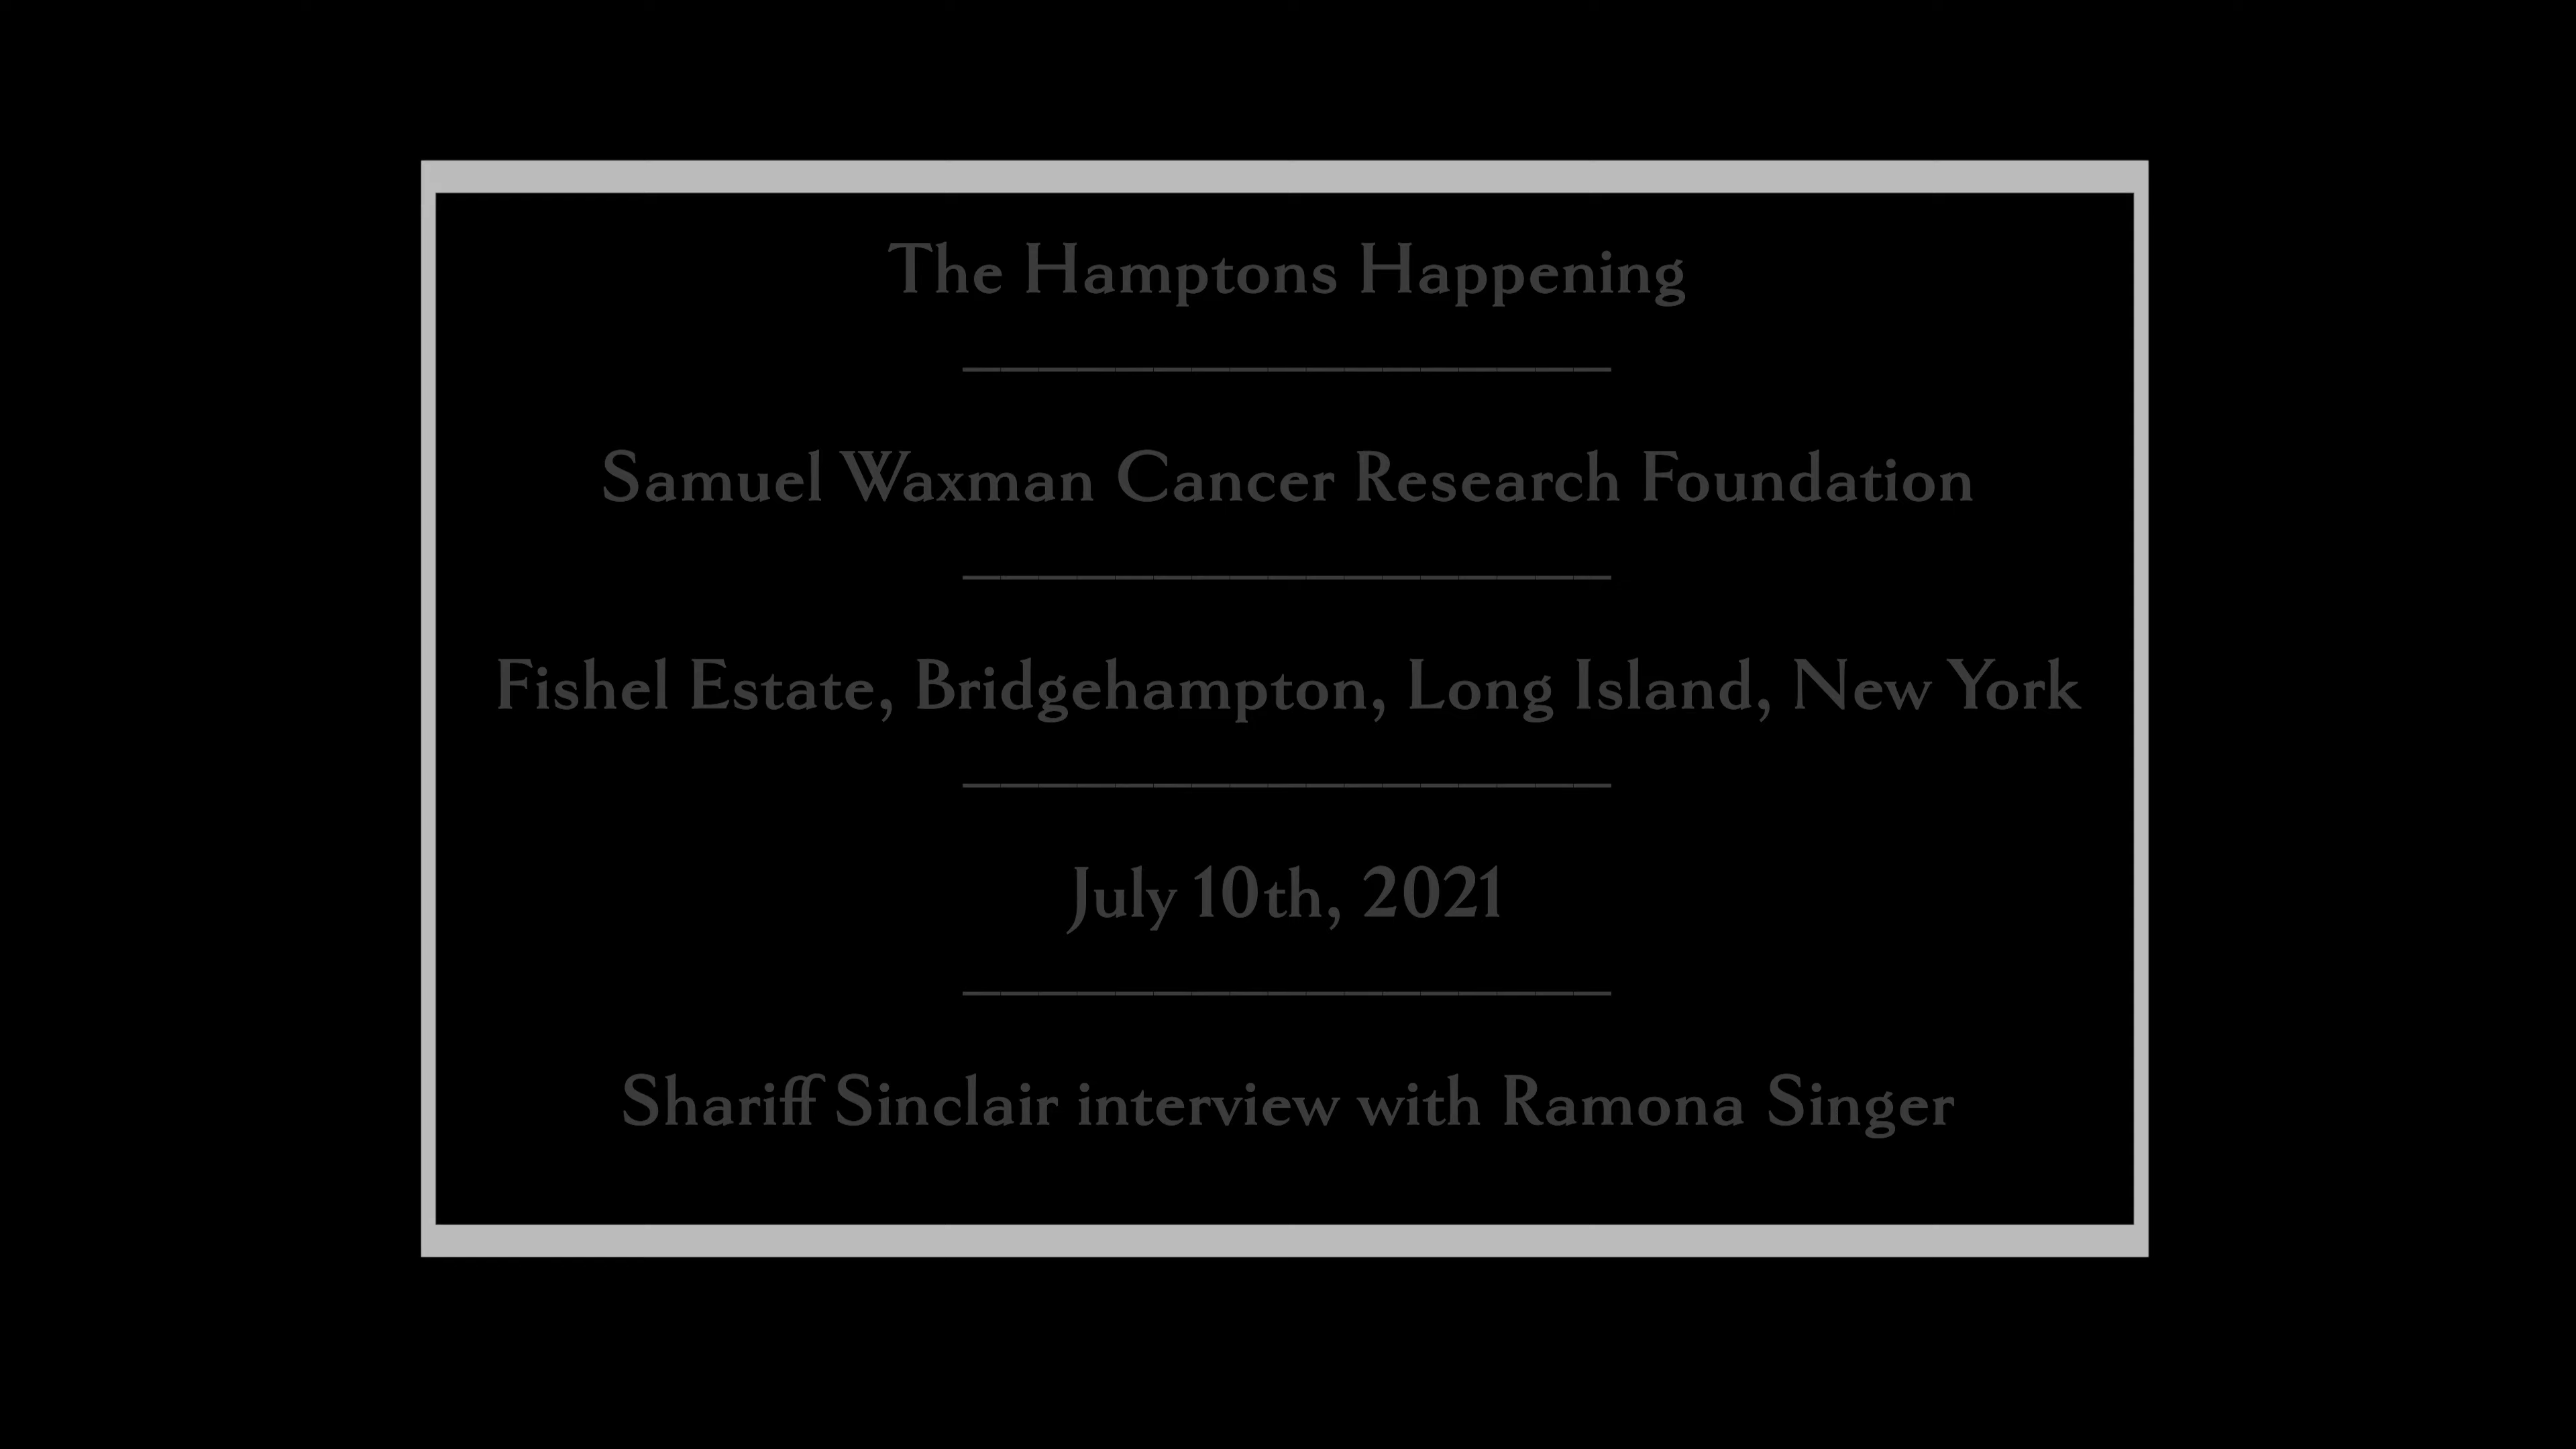 The Hamptons Happening
Samuel Waxman Cancer Research Foundation
Fishel Estate, Bridgehampton, Long Island, New York
July 10th, 2021
Shariff Sinclair interview with Ramona Singer